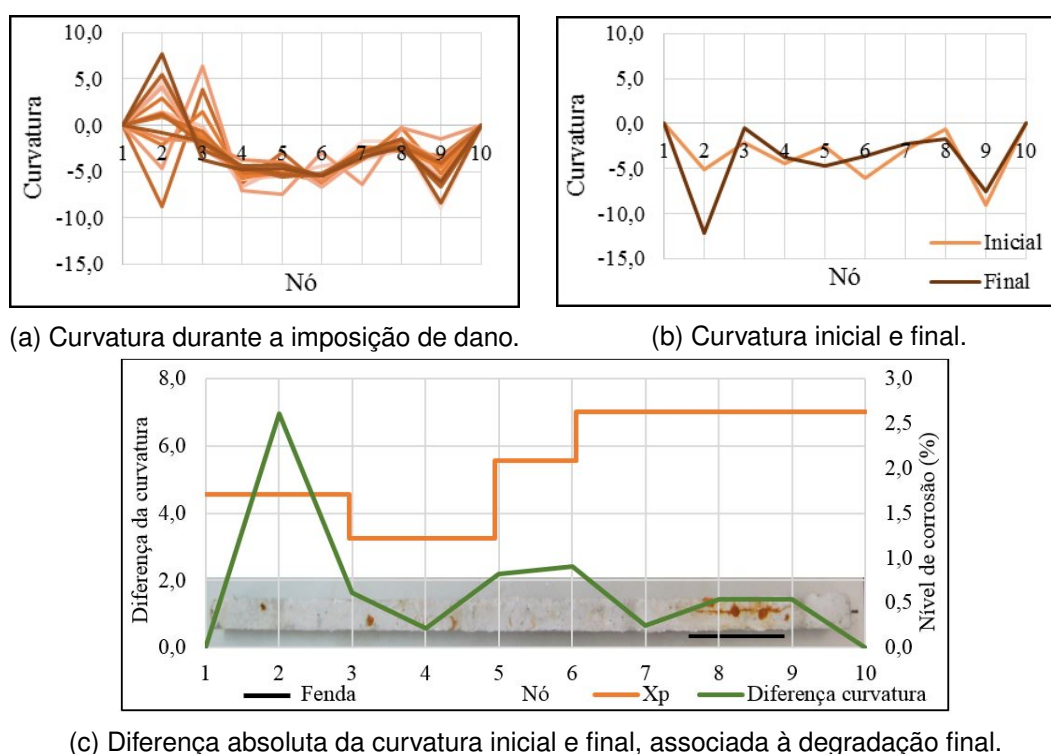 10,0
5,0
0,0
-5,0
-10,0
-15,0
Curvatura
1 2 3 4 5 6 7 8 9 10
Nó
(a) Curvatura durante a imposição de dano.
10,0
5,0
0,0
-5,0
-10,0
-15,0
Curvatura
1 2 3 4 5 6 7 8 9 10
Nó
Inicial
Final
(b) Curvatura inicial e final.
8,0
6,0
4,0
2,0
0,0
Diferença da curvatura
3,0
2,5
2,0
1,5
1,0
0,5
0,0
Nível de corrosão (%)
1 2 3 4 5 6 7 8 9 10
Fenda Nó Xp Diferença curvatura
(c) Diferença absoluta da curvatura inicial e final, associada à degradação final.